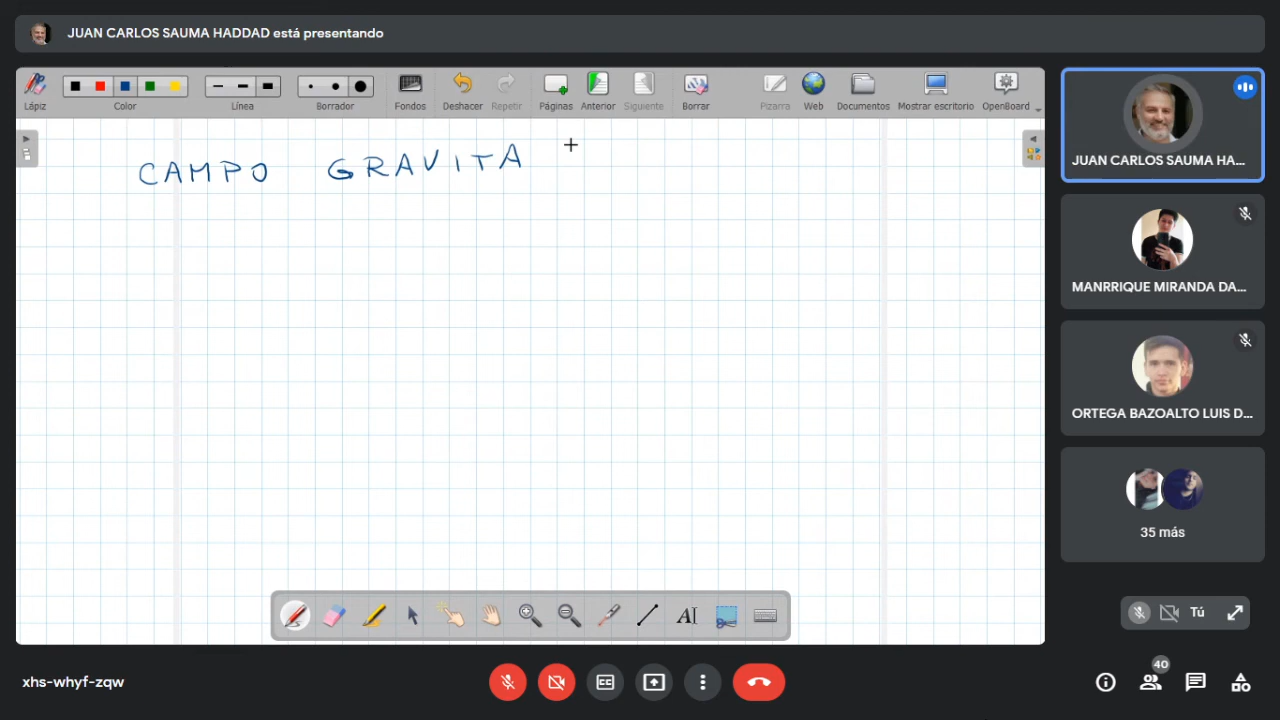 JUAN CARLOS SAUMA HADDAD está presentando
Lápiz Color Línea Borrador Fondos Deshacer Repetir Páginas Anterior Siguiente Borrar Pizarra Web Documentos Mostrar escritorio OpenBoard
CAMPO GRAVITA
JUAN CARLOS SAUMA HA...
MANRRIQUE MIRANDA DA...
ORTEGA BAZOALTO LUIS D...
35 más
AI
Tú
xhs-whyf-zqw
CC
40